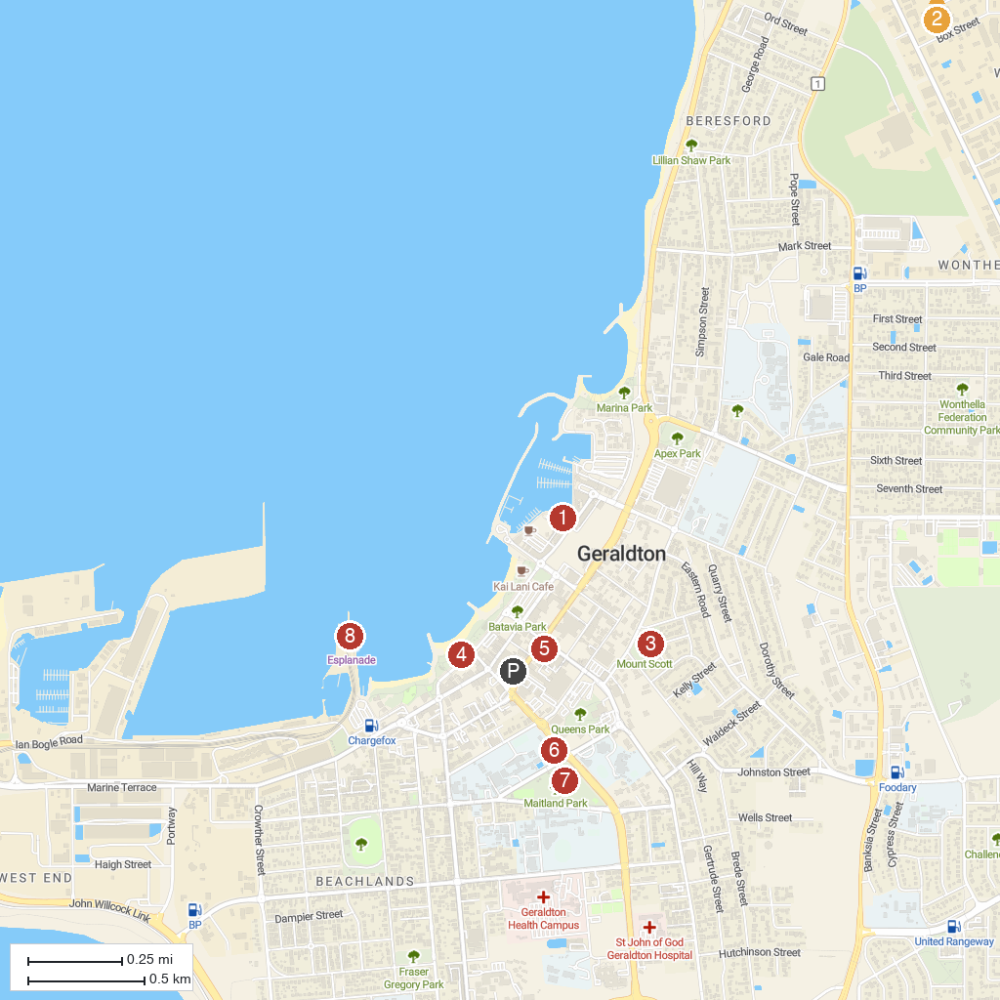 Ord Street
2
Box Street
George Road
1
BERESFORD
Lillian Shaw Park
Pope Street
Mark Street
WONTHE
BP
Simpson Street
First Street
Second Street
Gale Road
Third Street
Marina Park
Wonthella
Federation
Community Park
Apex Park
Sixth Street
Seventh Street
1
Geraldton
Kai Lani Cafe
Eastern Road
Quarry Street
Batavia Park
8
Esplanade
4
5
3
Mount Scott
P
Kelly Street
Dorothy Street
Queens Park
Waldeck Street
Chargefox
Ian Bogle Road
6
7
Maitland Park
Hill Way
Johnston Street
Foodary
Marine Terrace
Portway
Crowther Street
Wells Street
Banksia Street
Cypress Street
Haigh Street
WEST END
BEACHLANDS
Gertrude Street
Brede Street
Challen
John Willcock Link
BP
Dampier Street
Geraldton
Health Campus
St John of God
Geraldton Hospital
United Rangeway
Hutchinson Street
Fraser
Gregory Park
0.25 mi
0.5 km